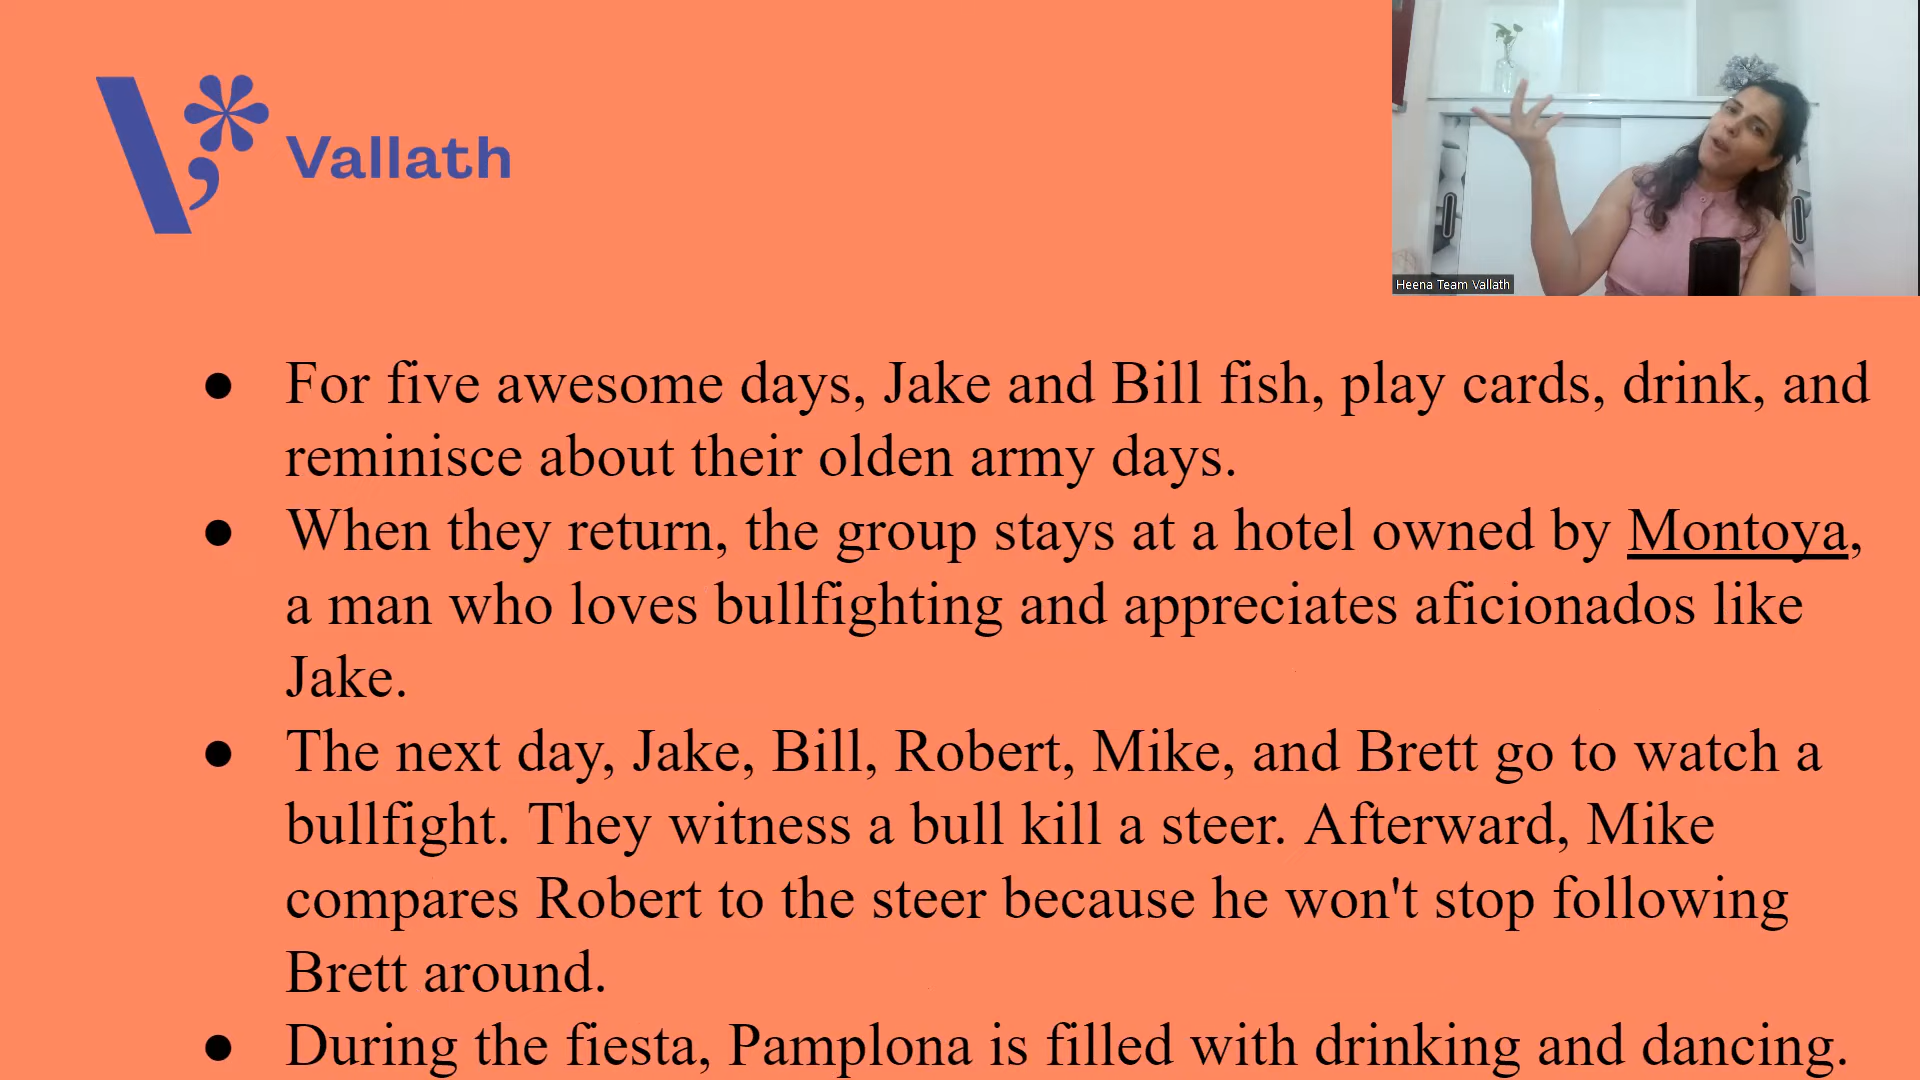 Vallath
Heena Team Vallath
● For five awesome days, Jake and Bill fish, play cards, drink, and
reminisce about their olden army days.
● When they return, the group stays at a hotel owned by Montoya,
a man who loves bullfighting and appreciates aficionados like
Jake.
● The next day, Jake, Bill, Robert, Mike, and Brett go to watch a
bullfight. They witness a bull kill a steer. Afterward, Mike
compares Robert to the steer because he won't stop following
Brett around.
● During the fiesta, Pamplona is filled with drinking and dancing.